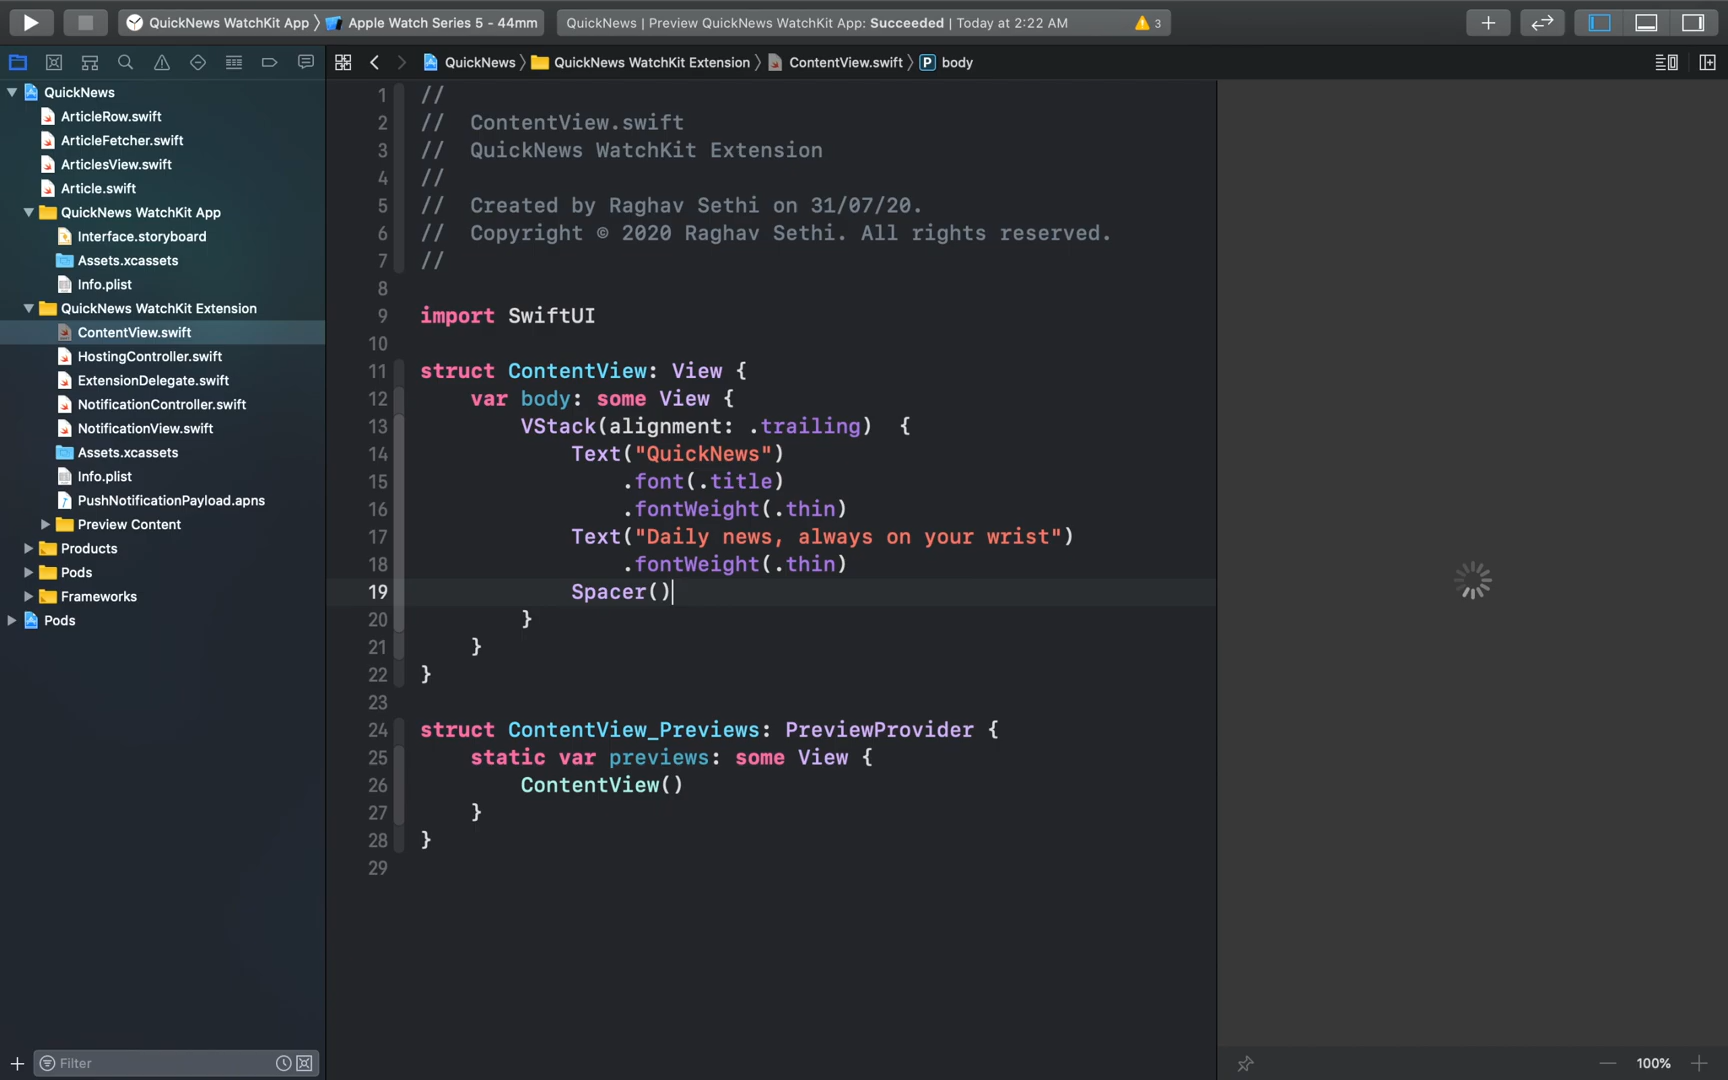 QuickNews WatchKit App 〉 Apple Watch Series 5 - 44mm
QuickNews | Preview QuickNews WatchKit App: Succeeded | Today at 2:22 AM
3
QuickNews 〉 QuickNews WatchKit Extension 〉 ContentView.swift 〉 P body
QuickNews
ArticleRow.swift
ArticleFetcher.swift
ArticlesView.swift
Article.swift
QuickNews WatchKit App
Interface.storyboard
Assets.xcassets
Info.plist
QuickNews WatchKit Extension
ContentView.swift
HostingController.swift
ExtensionDelegate.swift
NotificationController.swift
NotificationView.swift
Assets.xcassets
Info.plist
PushNotificationPayload.apns
Preview Content
Products
Pods
Frameworks
Pods
Filter
1 //
2 //  ContentView.swift
3 //  QuickNews WatchKit Extension
4 //
5 //  Created by Raghav Sethi on 31/07/20.
6 //  Copyright © 2020 Raghav Sethi. All rights reserved.
7 //
8
9 import SwiftUI
10
11 struct ContentView: View {
12     var body: some View {
13         VStack(alignment: .trailing)  {
14             Text("QuickNews")
15                 .font(.title)
16                 .fontWeight(.thin)
17             Text("Daily news, always on your wrist")
18                 .fontWeight(.thin)
19             Spacer()
20         }
21     }
22 }
23
24 struct ContentView_Previews: PreviewProvider {
25     static var previews: some View {
26         ContentView()
27     }
28 }
29
100%